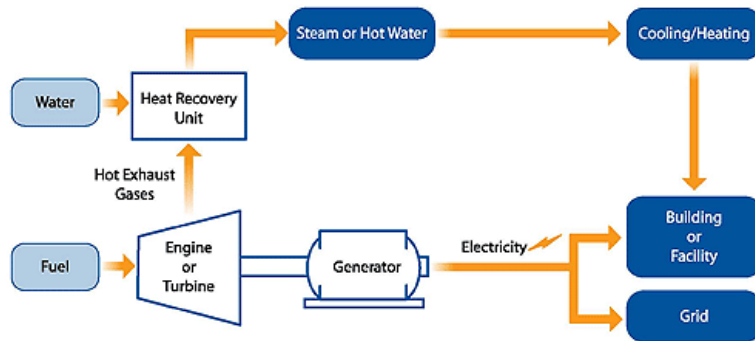 Steam or Hot Water
Cooling/Heating
Water
Heat Recovery
Unit
Hot Exhaust
Gases
Fuel
Engine
or
Turbine
Generator
Electricity
Building
or
Facility
Grid